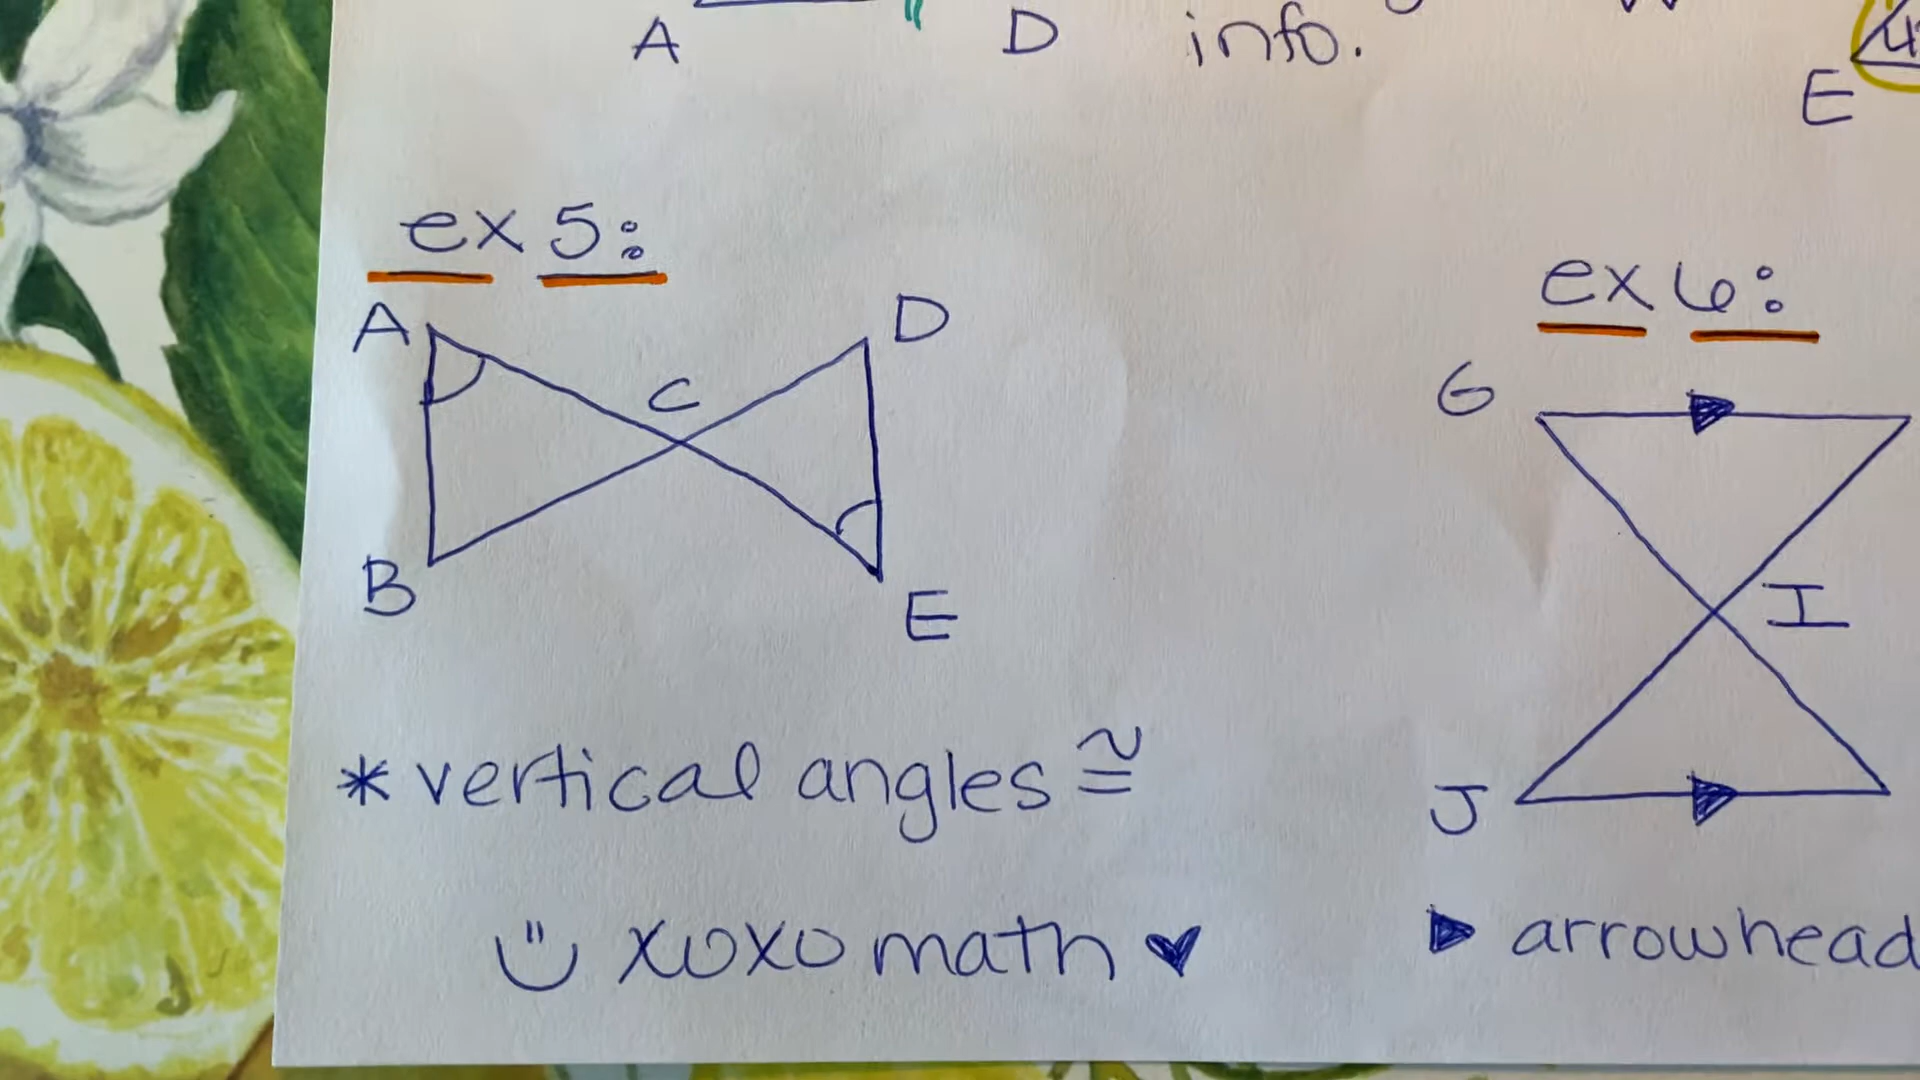 A D info.
E
ex 5:
A D
C
B E
* vertical angles ≅
xoxo math ♥
ex 6:
G
I
J
▶ arrowhead